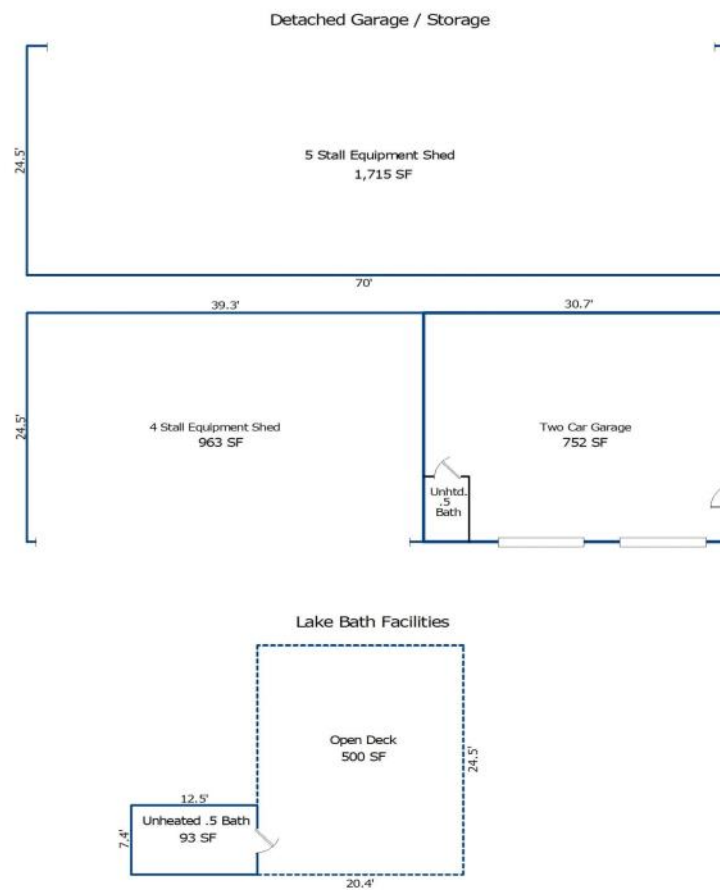 Detached Garage / Storage
24.5'
5 Stall Equipment Shed
1,715 SF
70'
39.3'
30.7'
24.5'
4 Stall Equipment Shed
963 SF
Two Car Garage
752 SF
Unhtd.
.5
Bath
Lake Bath Facilities
Open Deck
500 SF
24.5'
12.5'
7.4'
Unheated .5 Bath
93 SF
20.4'